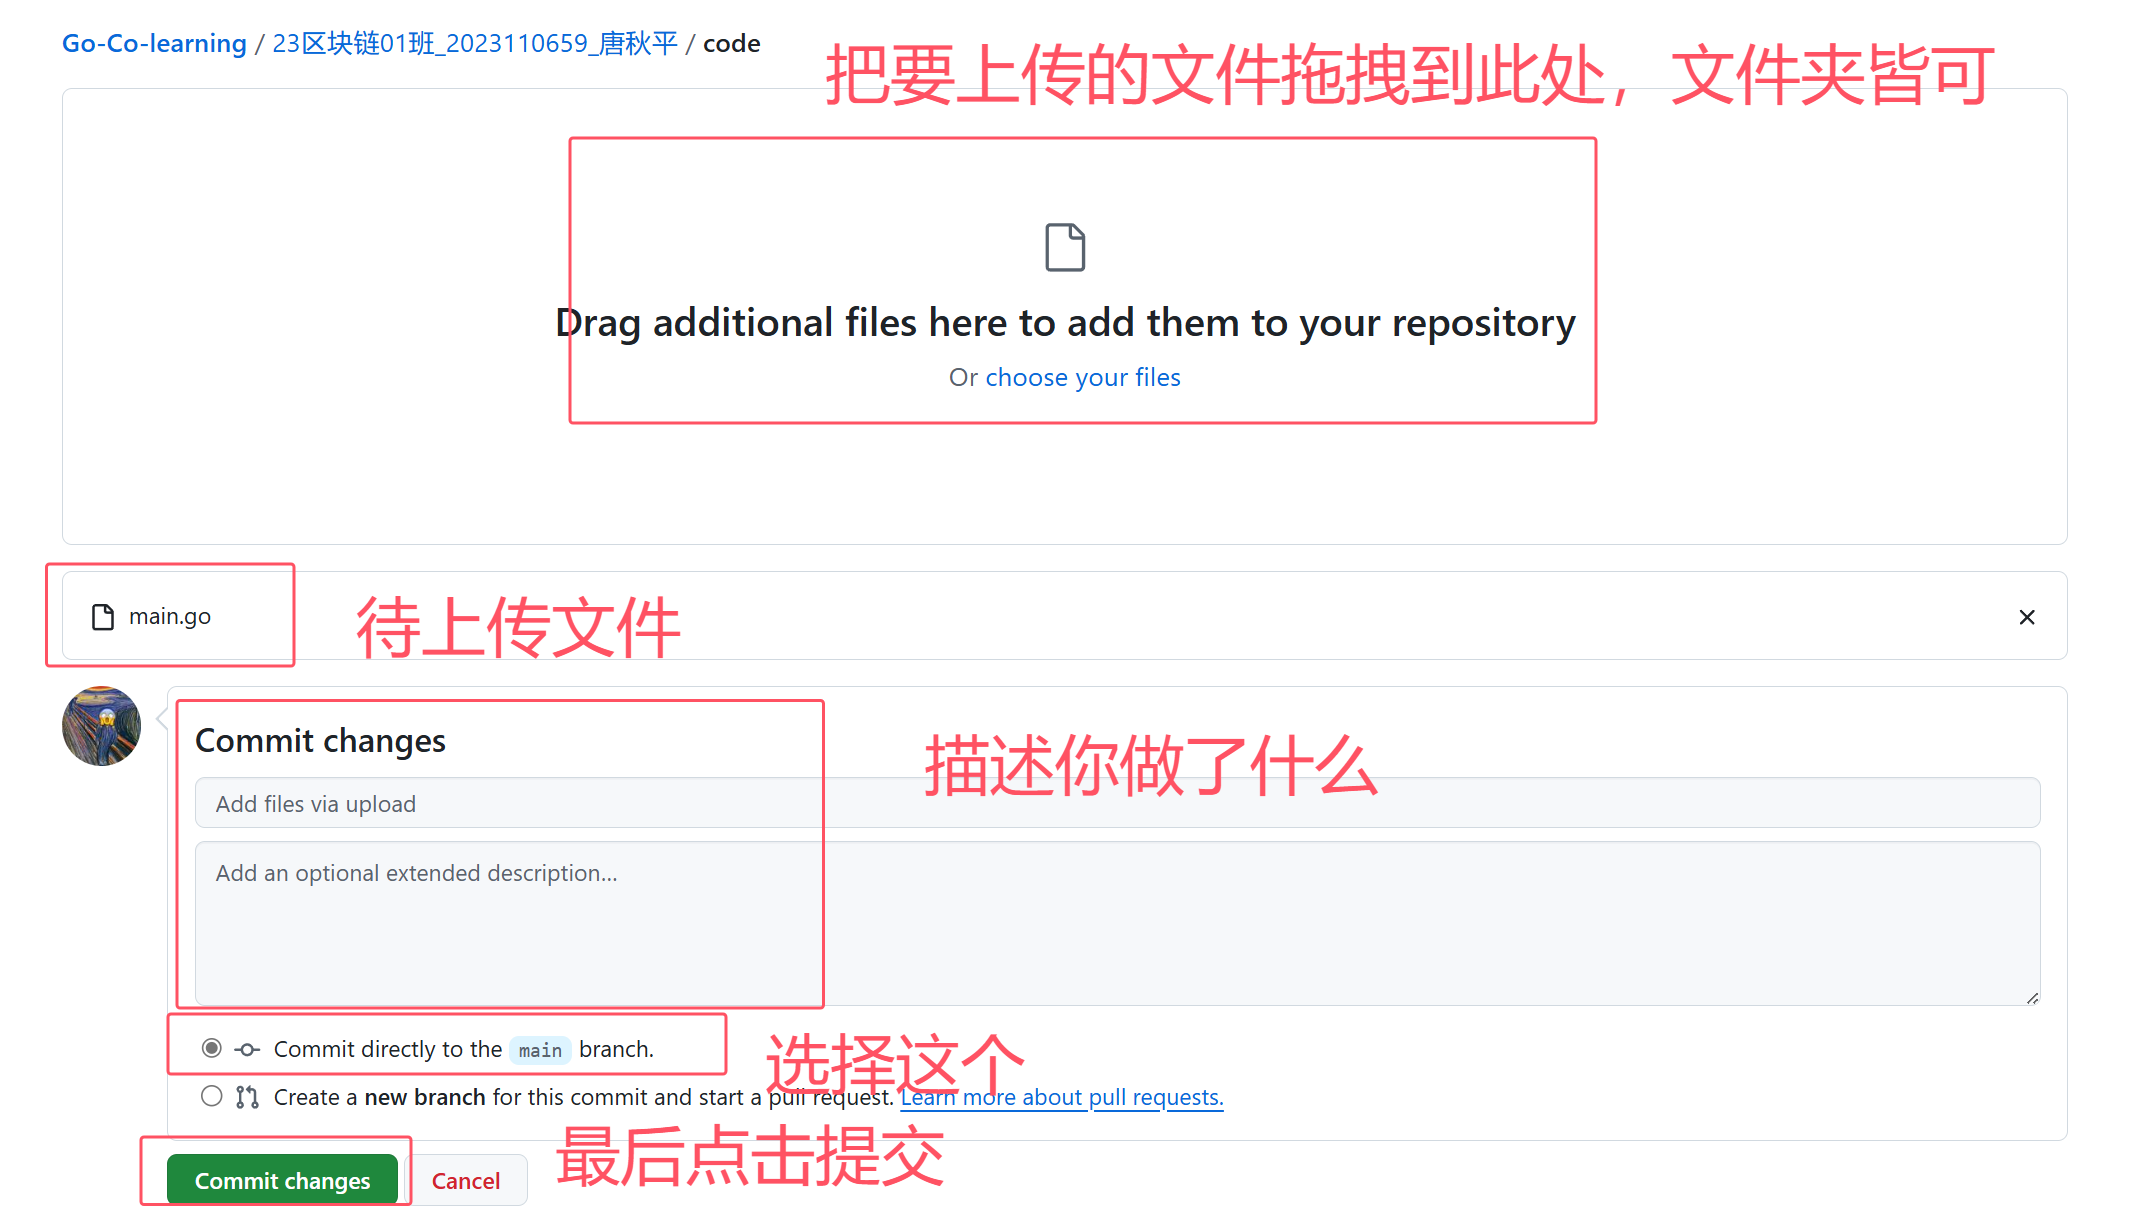 Go-Co-learning / 23区块链01班_2023110659_唐秋平 / code
把要上传的文件拖拽到此处，文件夹皆可
Drag additional files here to add them to your repository
Or choose your files
main.go
待上传文件
Commit changes
描述你做了什么
Add files via upload
Add an optional extended description...
Commit directly to the main branch.
选择这个
Create a new branch for this commit and start a pull request. Learn more about pull requests.
最后点击提交
Commit changes
Cancel